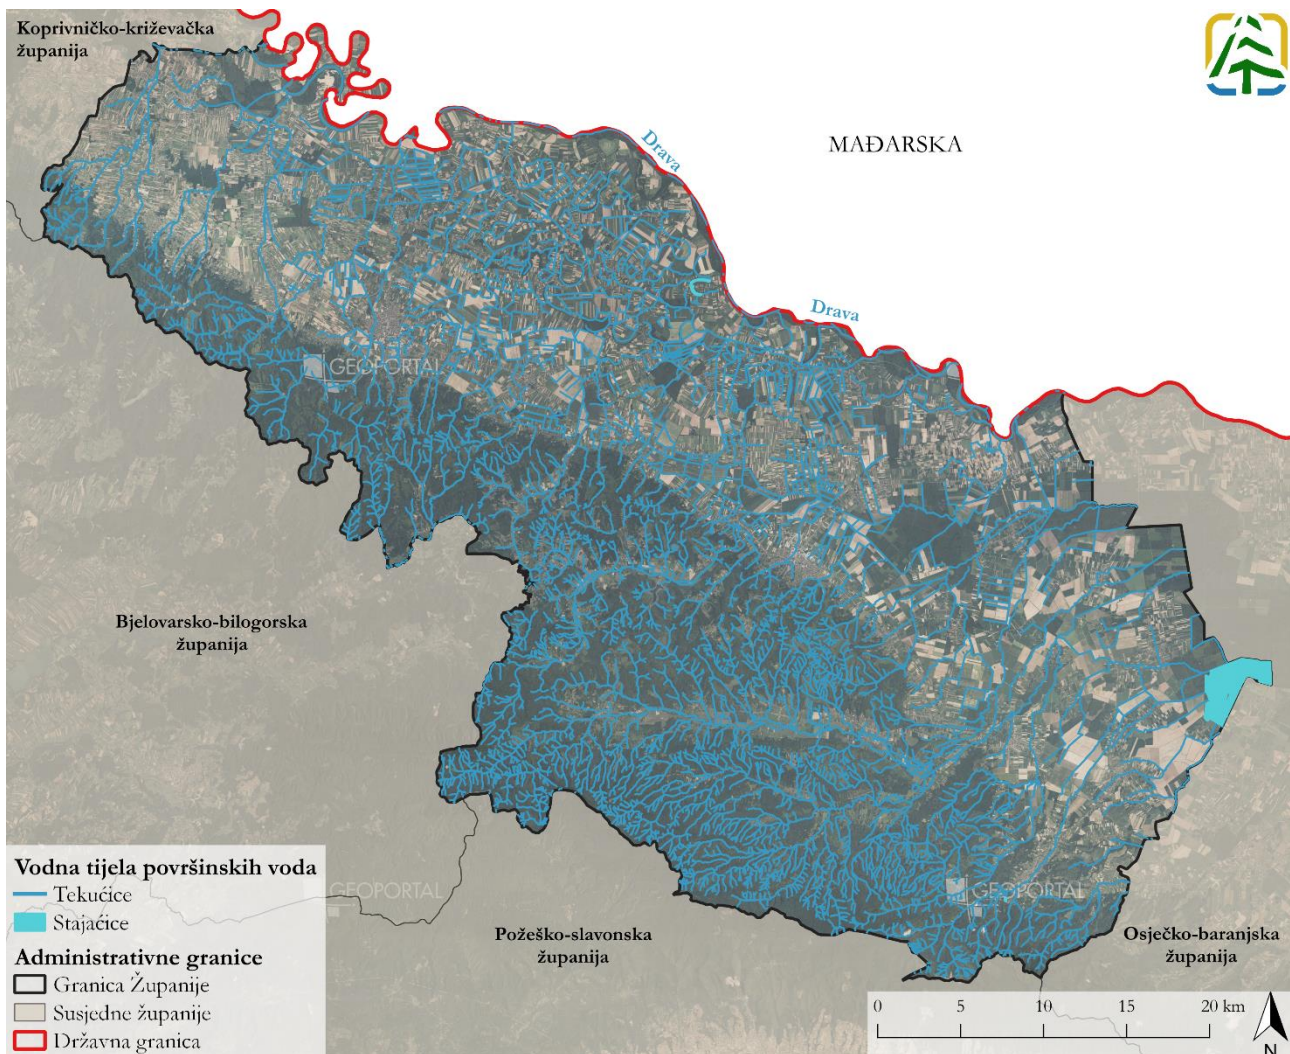 Koprivničko-križevačka
županija
MAĐARSKA
Drava
Drava
GEOPORTAL
Bjelovarsko-bilogorska
županija
Vodna tijela površinskih voda
Tekućice
Stajaćice
Administrativne granice
Granica Županije
Susjedne županije
Državna granica
GEOPORTAL
GEOPORTAL
Požeško-slavonska
županija
Osječko-baranjska
županija
0 5 10 15 20 km
N